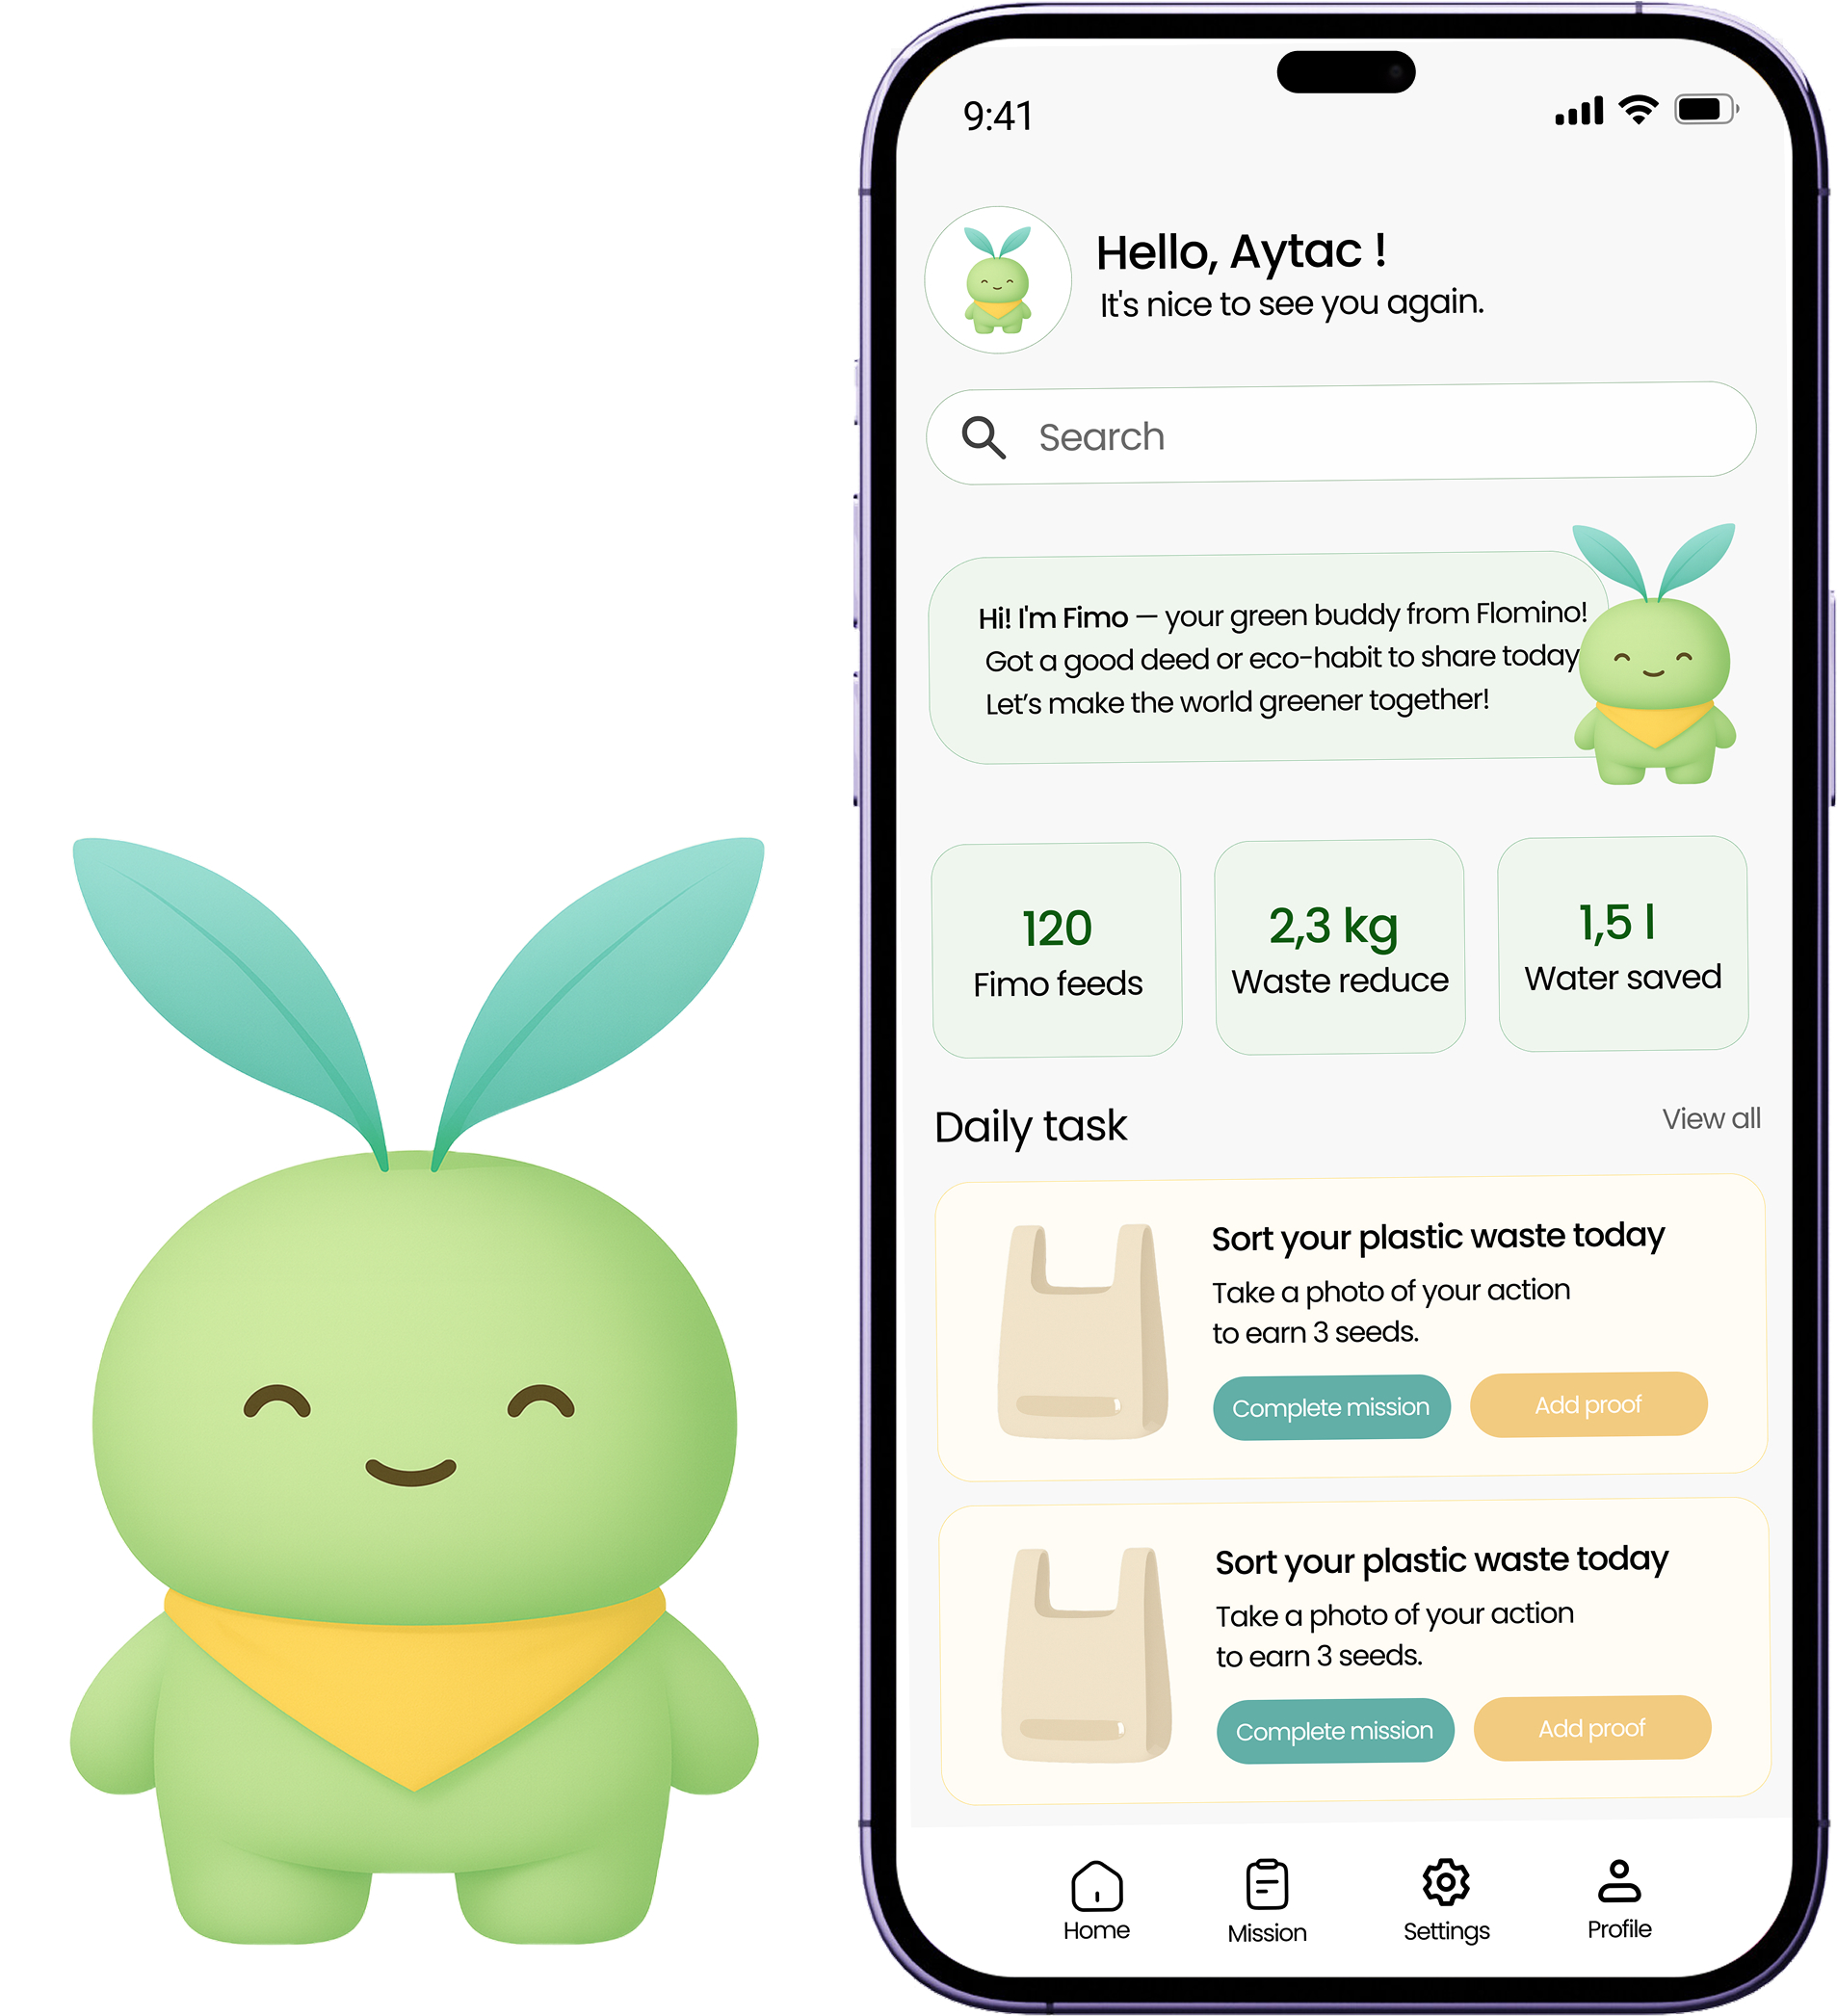 9:41
Hello, Aytac !
It's nice to see you again.
Search
Hi! I'm Fimo — your green buddy from Flomino!
Got a good deed or eco-habit to share today
Let’s make the world greener together!
120
Fimo feeds
2,3 kg
Waste reduce
1,5 l
Water saved
Daily task
View all
Sort your plastic waste today
Take a photo of your action
to earn 3 seeds.
Complete mission
Add proof
Sort your plastic waste today
Take a photo of your action
to earn 3 seeds.
Complete mission
Add proof
Home
Mission
Settings
Profile